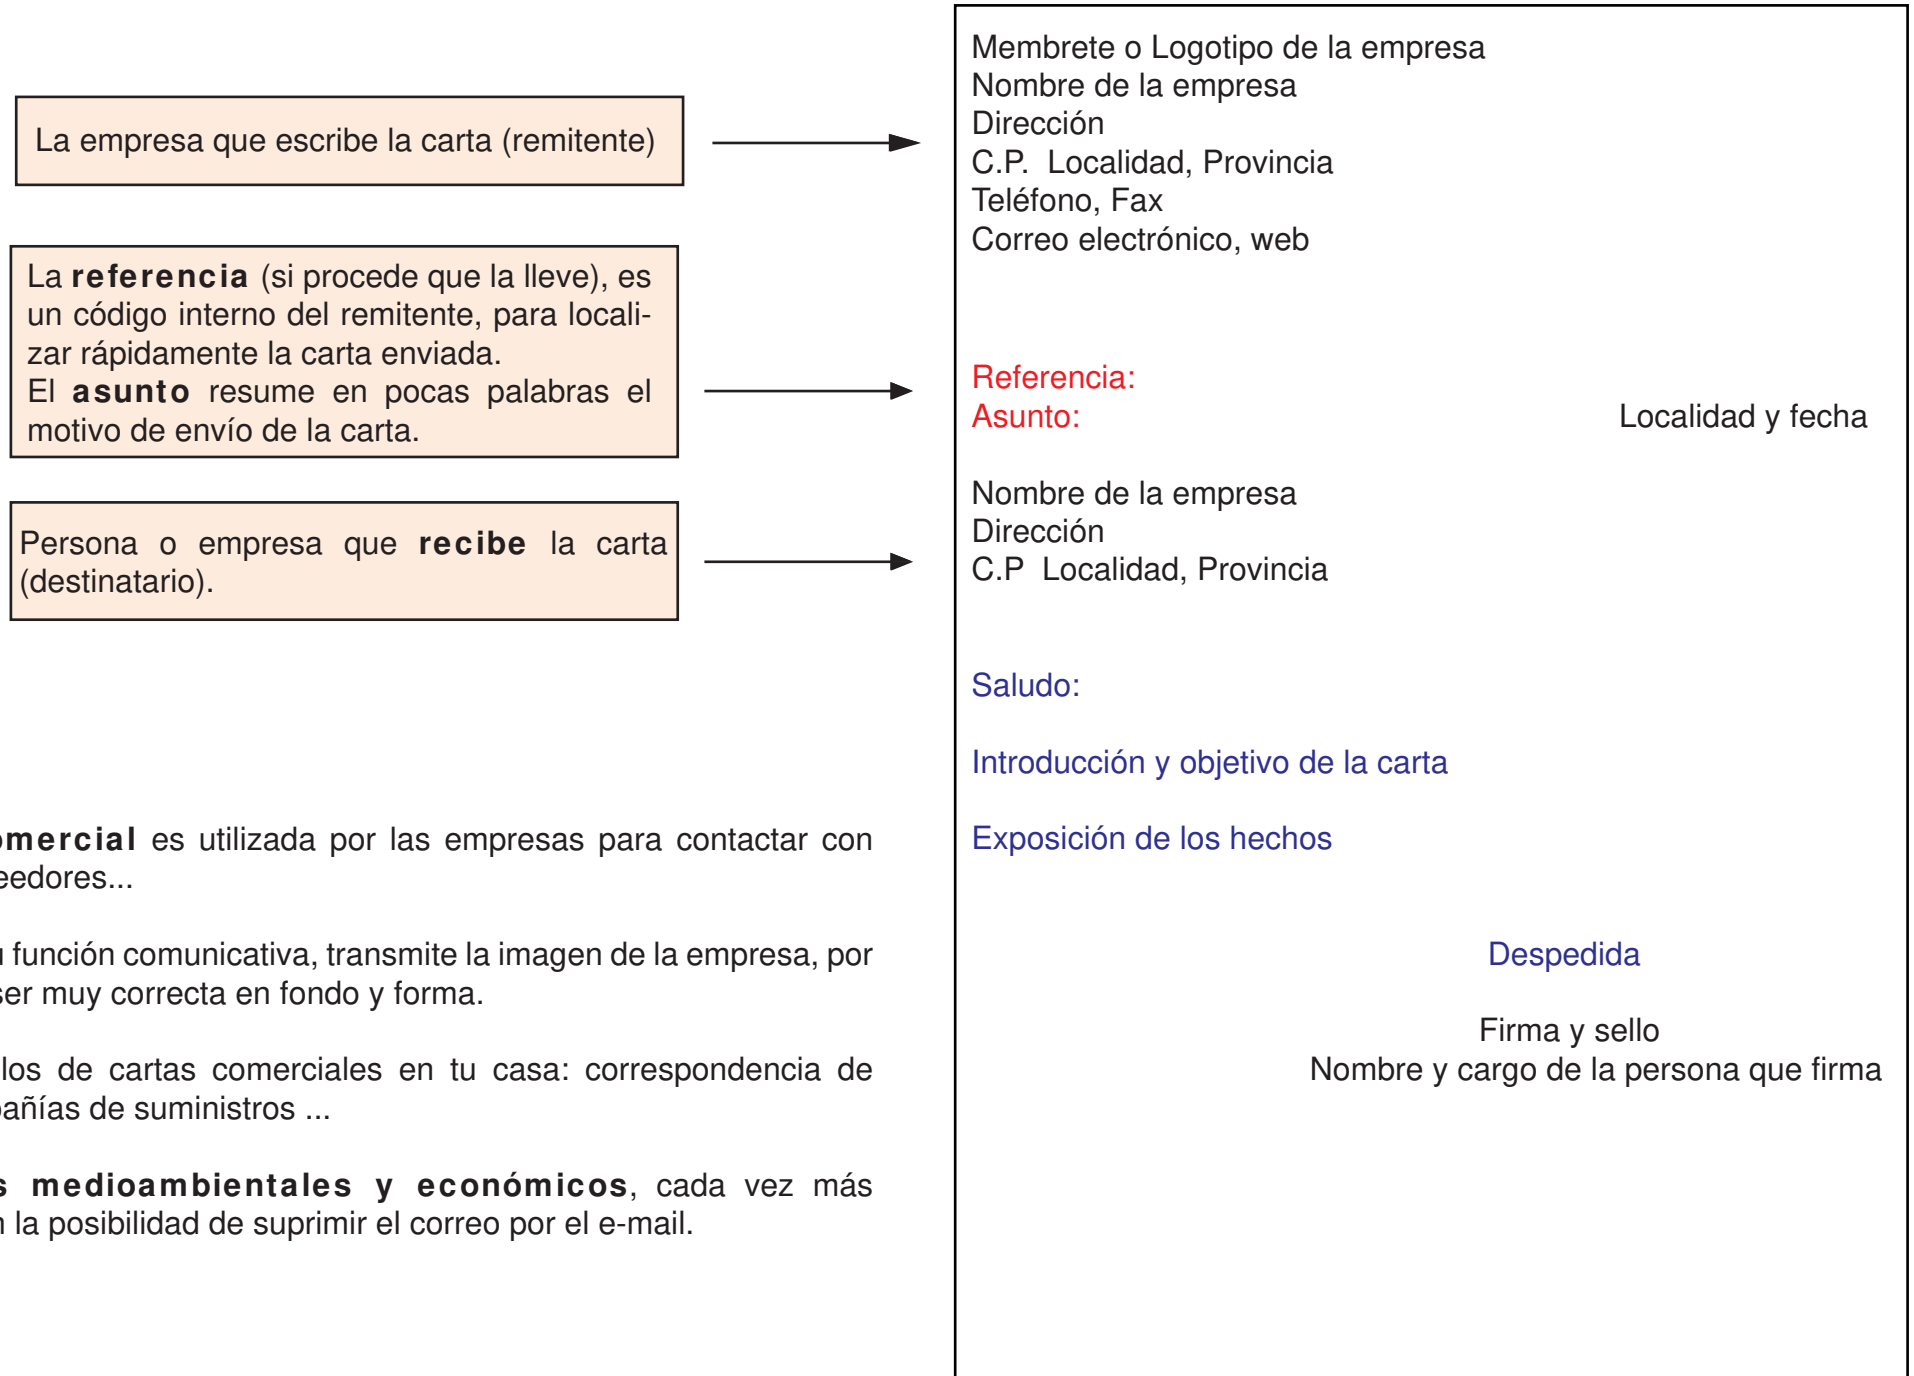 La empresa que escribe la carta (remitente)
La referencia (si procede que la lleve), es
un código interno del remitente, para locali-
zar rápidamente la carta enviada.
El asunto resume en pocas palabras el
motivo de envío de la carta.
Persona o empresa que recibe la carta
(destinatario).
omercial es utilizada por las empresas para contactar con
eedores...
función comunicativa, transmite la imagen de la empresa, por
ser muy correcta en fondo y forma.
los de cartas comerciales en tu casa: correspondencia de
pañías de suministros ...
s medioambientales y económicos, cada vez más
n la posibilidad de suprimir el correo por el e-mail.
Membrete o Logotipo de la empresa
Nombre de la empresa
Dirección
C.P. Localidad, Provincia
Teléfono, Fax
Correo electrónico, web
Referencia:
Asunto:
Localidad y fecha
Nombre de la empresa
Dirección
C.P Localidad, Provincia
Saludo:
Introducción y objetivo de la carta
Exposición de los hechos
Despedida
Firma y sello
Nombre y cargo de la persona que firma